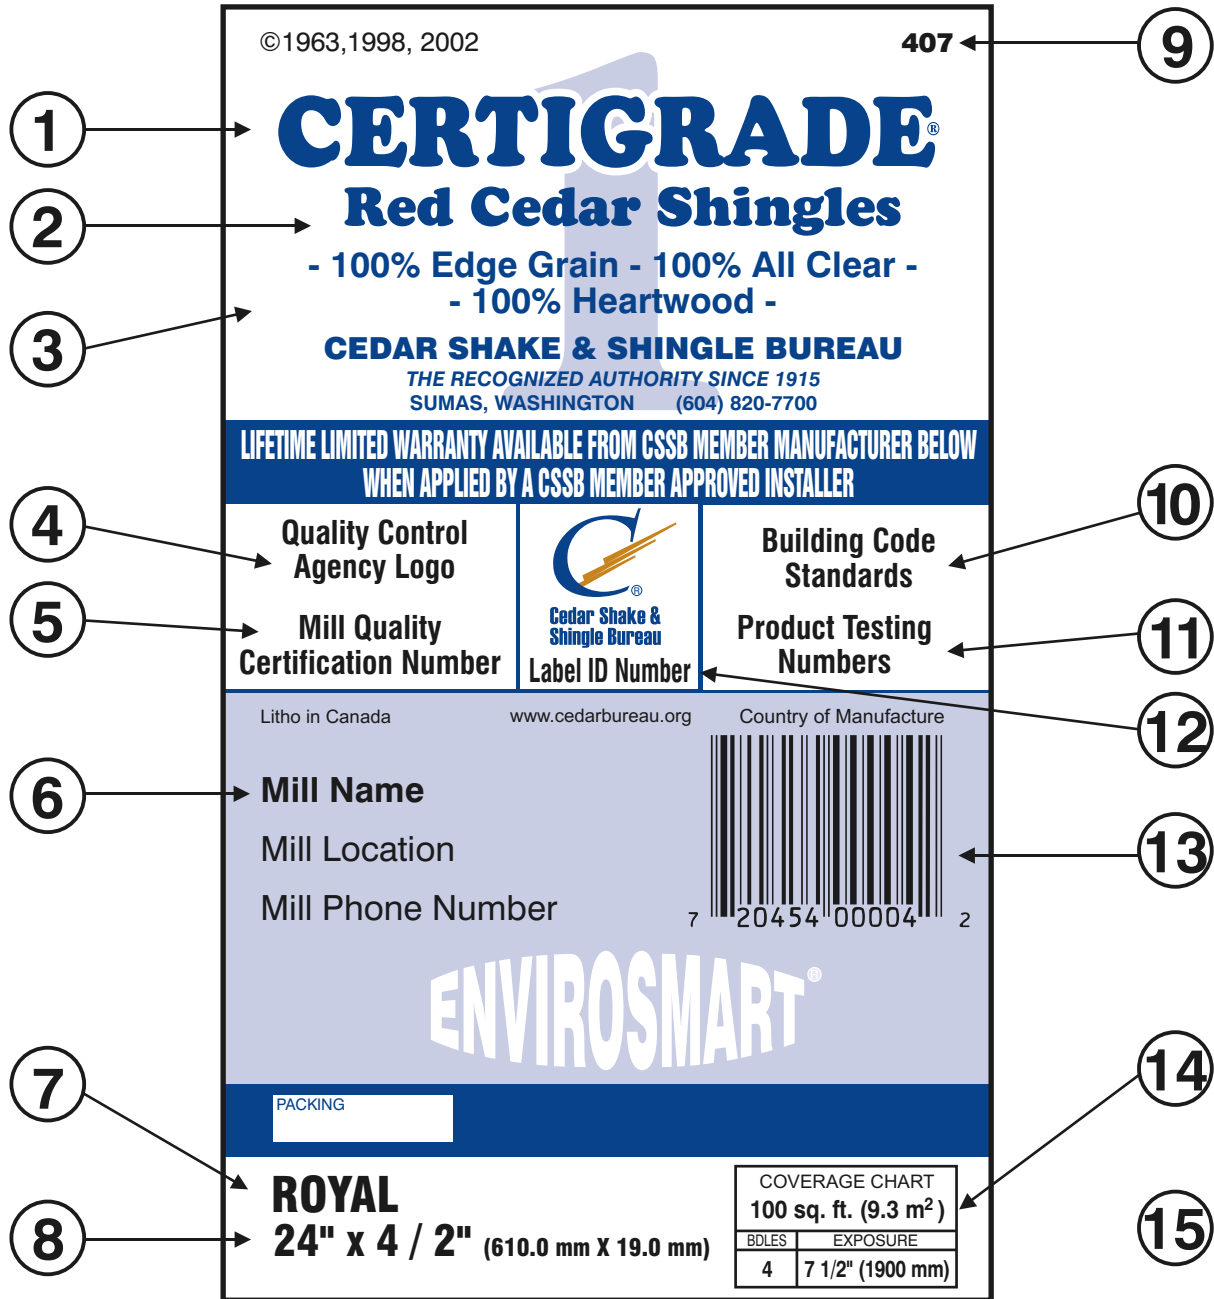 ©1963,1998, 2002
407
9
1
CERTIGRADE®
2
Red Cedar Shingles
- 100% Edge Grain - 100% All Clear -
- 100% Heartwood -
3
CEDAR SHAKE & SHINGLE BUREAU
THE RECOGNIZED AUTHORITY SINCE 1915
SUMAS, WASHINGTON (604) 820-7700
1
LIFETIME LIMITED WARRANTY AVAILABLE FROM CSSB MEMBER MANUFACTURER BELOW
WHEN APPLIED BY A CSSB MEMBER APPROVED INSTALLER
4
Quality Control
Agency Logo
5
Mill Quality
Certification Number
®
Cedar Shake &
Shingle Bureau
Label ID Number
Building Code
Standards
10
Product Testing
Numbers
11
12
Litho in Canada
www.cedarbureau.org
Country of Manufacture
6
Mill Name
Mill Location
Mill Phone Number
13
7 20454 00004 2
ENVIROSMART®
7
PACKING
14
ROYAL
8
24" x 4 / 2" (610.0 mm X 19.0 mm)
COVERAGE CHART
100 sq. ft. (9.3 m²)
BDLES EXPOSURE
4 7 1/2" (1900 mm)
15